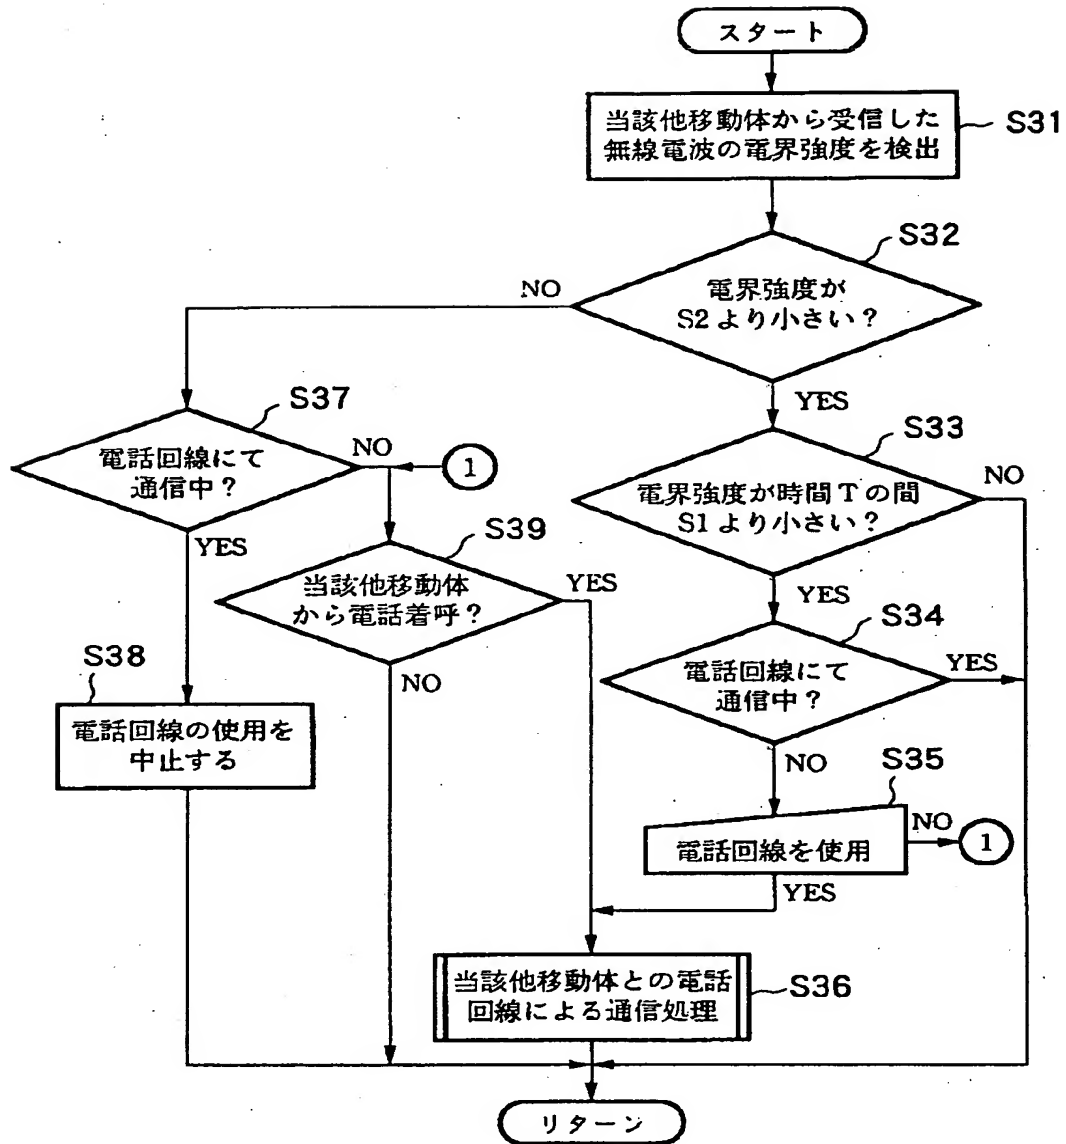 スタート
当該他移動体から受信した
無線電波の電界強度を検出
S31
S32
電界強度が
S2より小さい?
NO
YES
S37
電話回線にて
通信中?
NO
1
YES
S33
電界強度が時間Tの間
S1より小さい?
NO
YES
S39
当該他移動体
から電話着呼?
YES
NO
S34
電話回線にて
通信中?
YES
NO
S38
電話回線の使用を
中止する
S35
電話回線を使用
NO
1
YES
当該他移動体との電話
回線による通信処理
S36
リターン